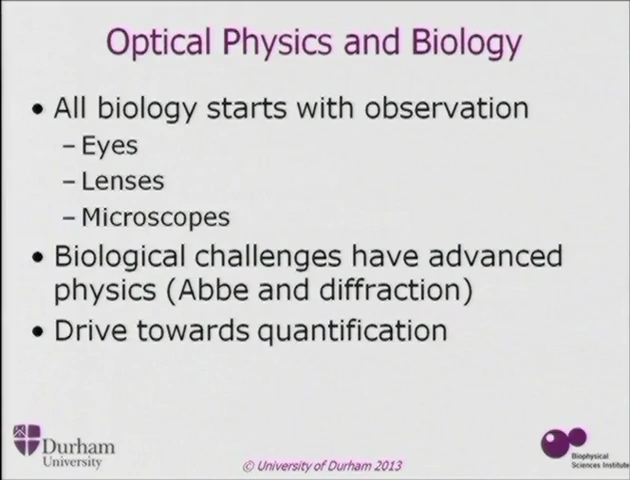 Optical Physics and Biology
• All biology starts with observation
– Eyes
– Lenses
– Microscopes
• Biological challenges have advanced
physics (Abbe and diffraction)
• Drive towards quantification
Durham
University
© University of Durham 2013
Biophysical
Sciences Institute